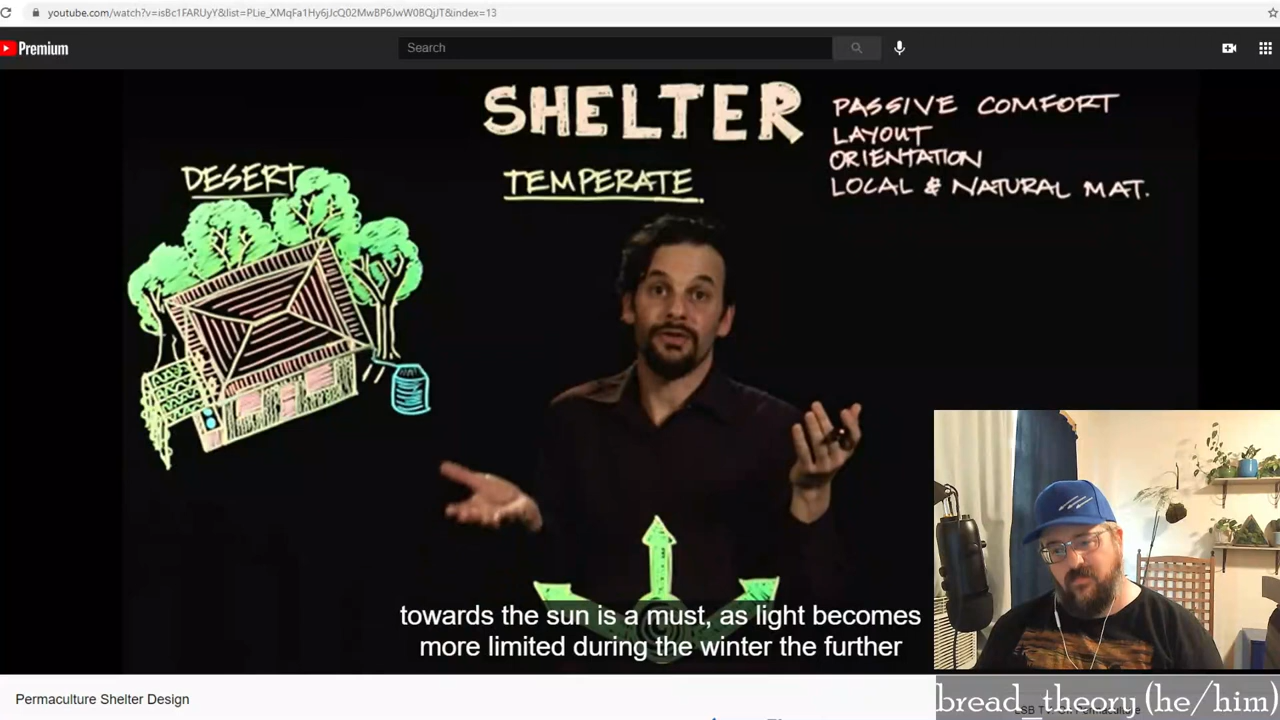 youtube.com/watch?v=isBc1FARUyY&list=PLie_XMqFa1Hy6jJcQ02MwBP6JwW0BQjJT&index=13
Premium
Search
SHELTER
PASSIVE COMFORT
LAYOUT
ORIENTATION
LOCAL & NATURAL MAT.
DESERT
TEMPERATE
towards the sun is a must, as light becomes
more limited during the winter the further
Permaculture Shelter Design
bread_theory (he/him)